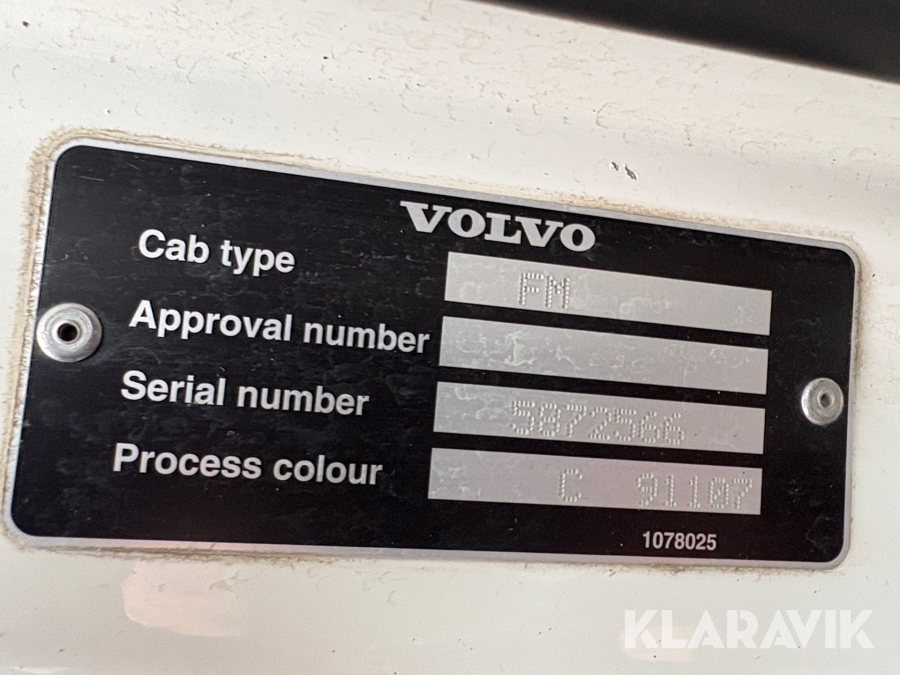 VOLVO
Cab type FM
Approval number
Serial number 5872566
Process colour C 91107
1078025
KLARAVIK